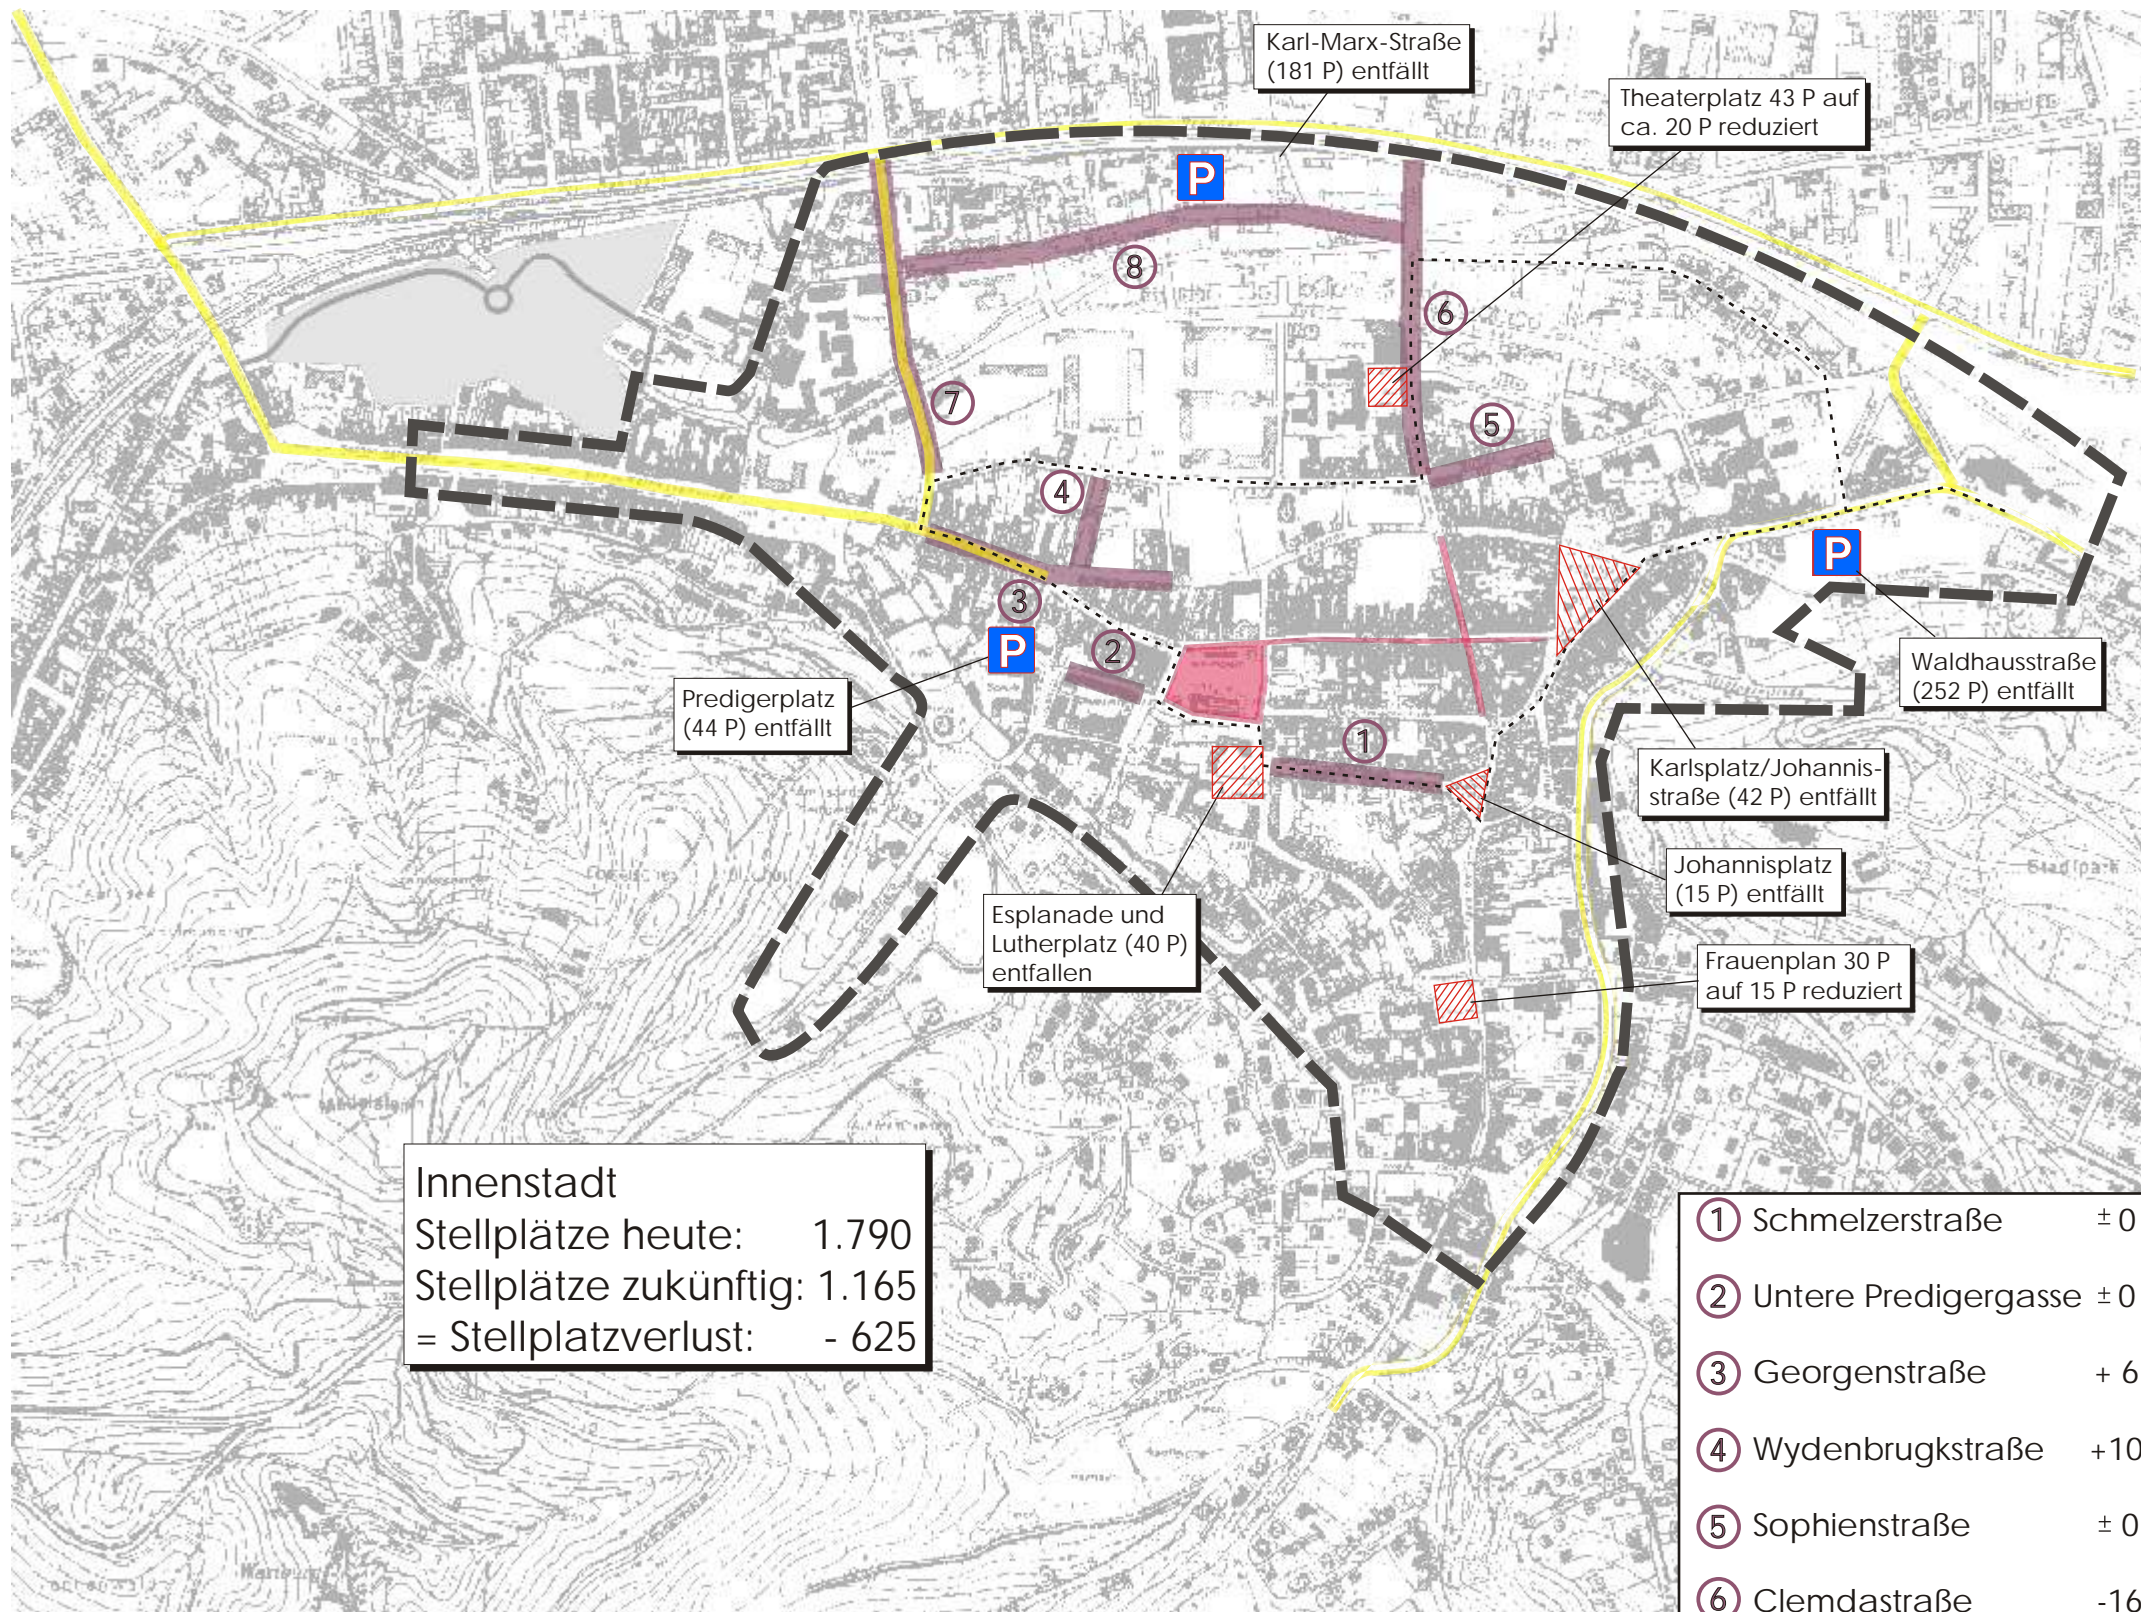 Karl-Marx-Straße
(181 P) entfällt
Theaterplatz 43 P auf
ca. 20 P reduziert
P
8
6
7
5
4
P
3
P
2
Waldhausstraße
(252 P) entfällt
Predigerplatz
(44 P) entfällt
1
Karlsplatz/Johannis-
straße (42 P) entfällt
Johannisplatz
(15 P) entfällt
Stadtpark
Esplanade und
Lutherplatz (40 P)
entfallen
Frauenplan 30 P
auf 15 P reduziert
Innenstadt
Stellplätze heute: 1.790
Stellplätze zukünftig: 1.165
= Stellplatzverlust: - 625
1 Schmelzerstraße ± 0
2 Untere Predigergasse ± 0
3 Georgenstraße + 6
4 Wydenbrugkstraße +10
5 Sophienstraße ± 0
6 Clemdastraße -16